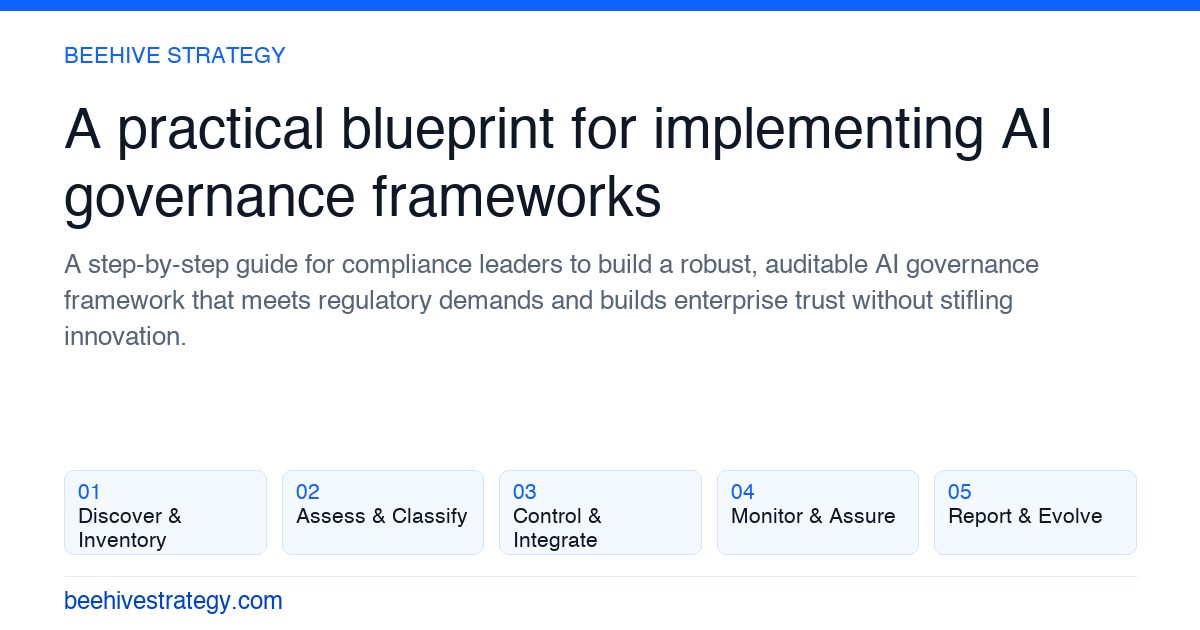 BEEHIVE STRATEGY
A practical blueprint for implementing AI
governance frameworks
A step-by-step guide for compliance leaders to build a robust, auditable AI governance
framework that meets regulatory demands and builds enterprise trust without stifling
innovation.
01
Discover &
Inventory
02
Assess & Classify
03
Control &
Integrate
04
Monitor & Assure
05
Report & Evolve
beehivestrategy.com